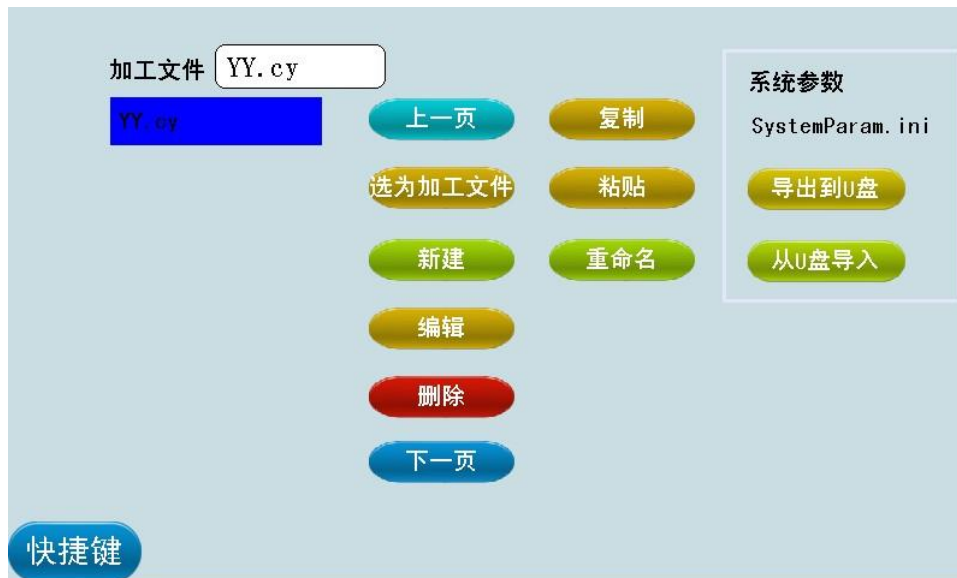 加工文件 YY.cy
YY.cy
上一页
复制
选为加工文件
粘贴
新建
重命名
编辑
删除
下一页
系统参数
SystemParam.ini
导出到U盘
从U盘导入
快捷键